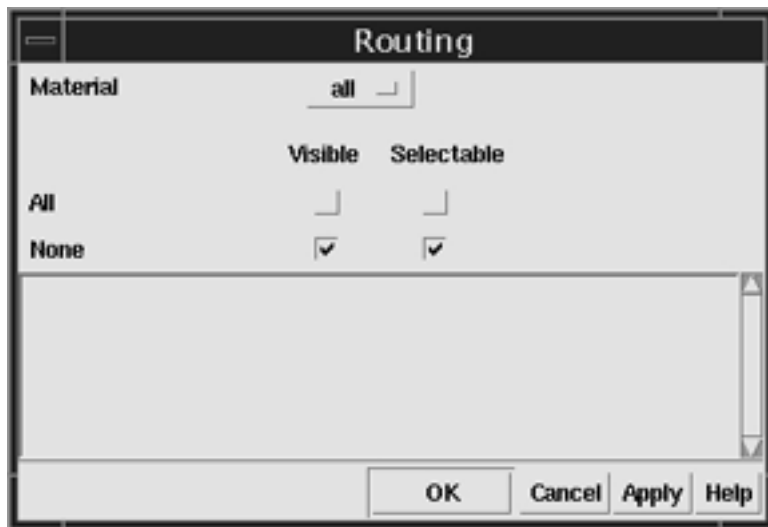 Routing
Material all
Visible Selectable
All
None
OK Cancel Apply Help